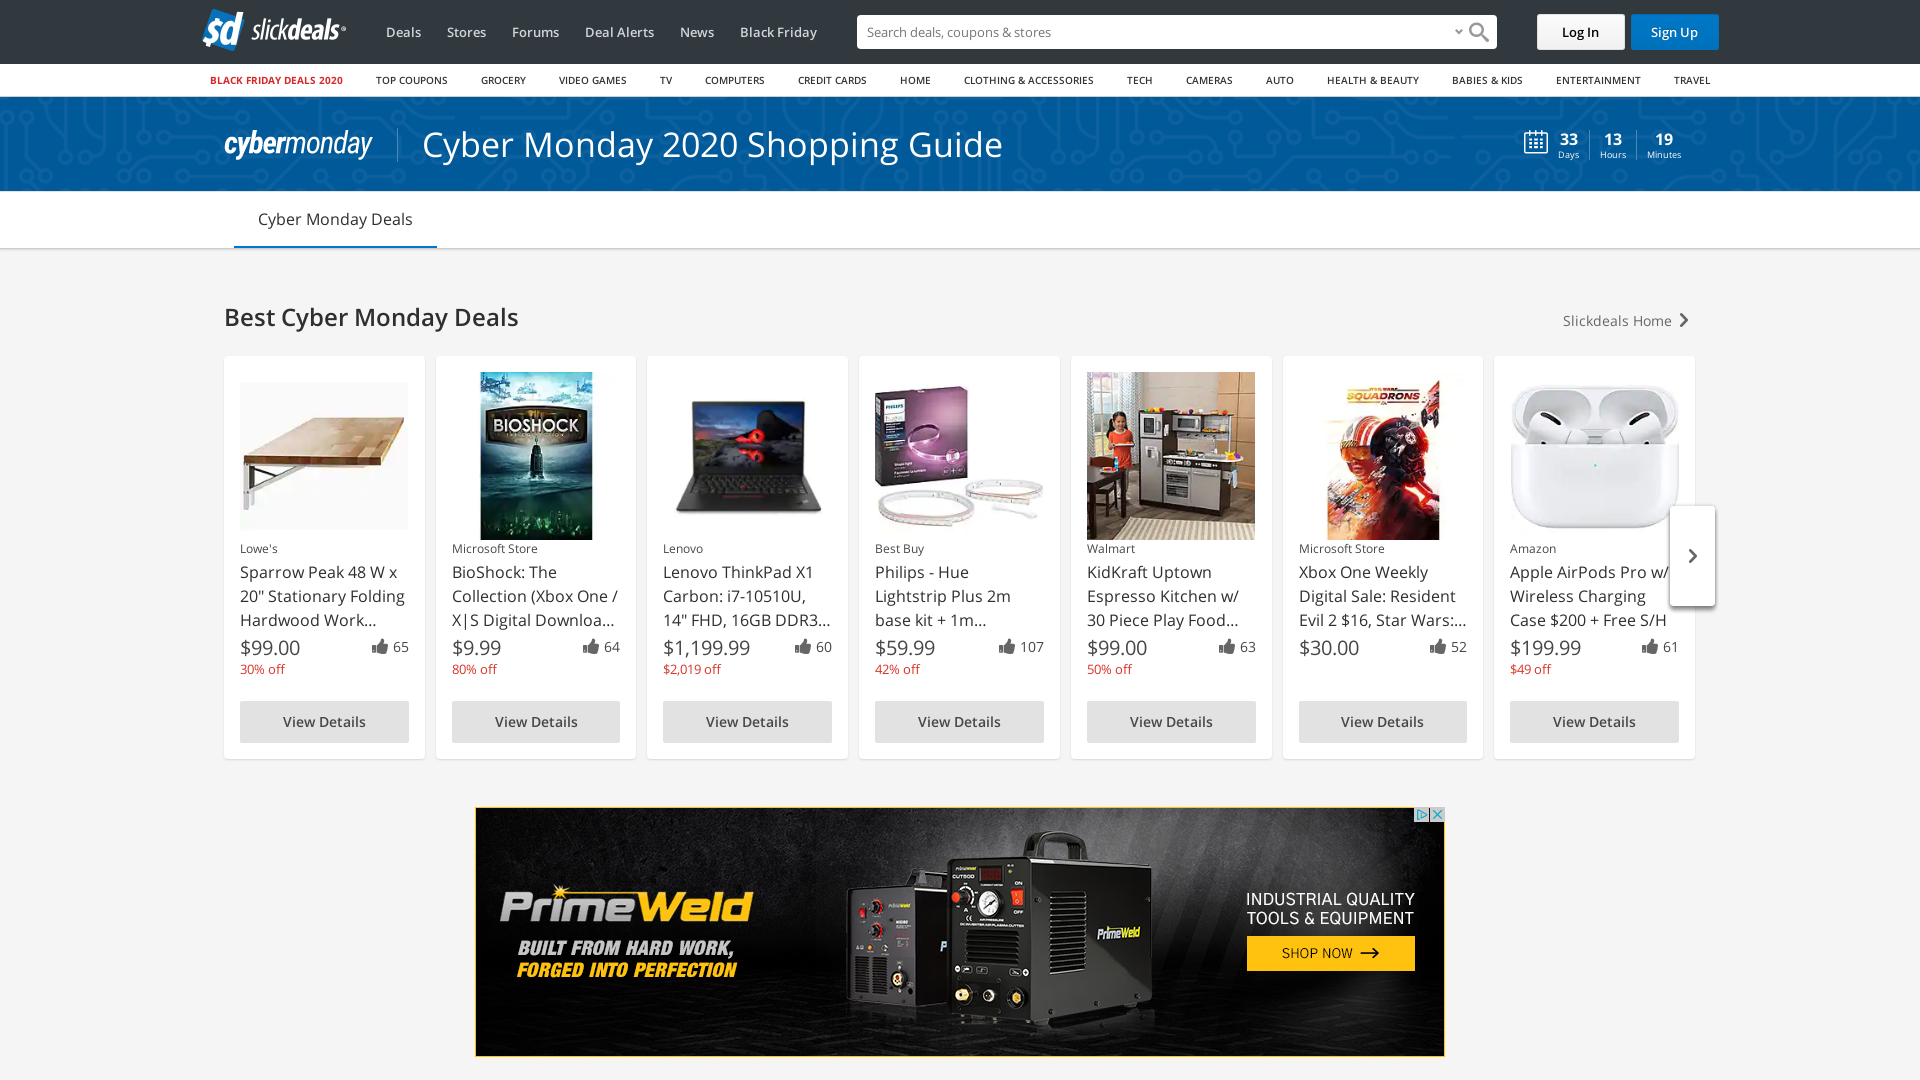 sd slickdeals
Deals
Stores
Forums
Deal Alerts
News
Black Friday
Search deals, coupons & stores
Log In
Sign Up
BLACK FRIDAY DEALS 2020
TOP COUPONS
GROCERY
VIDEO GAMES
TV
COMPUTERS
CREDIT CARDS
HOME
CLOTHING & ACCESSORIES
TECH
CAMERAS
AUTO
HEALTH & BEAUTY
BABIES & KIDS
ENTERTAINMENT
TRAVEL
cybermonday
Cyber Monday 2020 Shopping Guide
33
Days
13
Hours
19
Minutes
Cyber Monday Deals
Best Cyber Monday Deals
Slickdeals Home
Lowe's
Sparrow Peak 48 W x
20" Stationary Folding
Hardwood Work...
$99.00
65
30% off
View Details
BIOSHOCK
Microsoft Store
BioShock: The
Collection (Xbox One /
X|S Digital Downloa...
$9.99
64
80% off
View Details
Lenovo
Lenovo ThinkPad X1
Carbon: i7-10510U,
14" FHD, 16GB DDR3...
$1,199.99
60
$2,019 off
View Details
PHILIPS
Best Buy
Philips - Hue
Lightstrip Plus 2m
base kit + 1m...
$59.99
107
42% off
View Details
Walmart
KidKraft Uptown
Espresso Kitchen w/
30 Piece Play Food...
$99.00
63
50% off
View Details
STAR WARS
SQUADRONS
Microsoft Store
Xbox One Weekly
Digital Sale: Resident
Evil 2 $16, Star Wars:...
$30.00
52
View Details
Amazon
Apple AirPods Pro w/
Wireless Charging
Case $200 + Free S/H
$199.99
61
$49 off
View Details
PrimeWeld
BUILT FROM HARD WORK,
FORGED INTO PERFECTION
PrimeWeld
CUT50D
ON
OFF
PrimeWeld
INDUSTRIAL QUALITY
TOOLS & EQUIPMENT
SHOP NOW